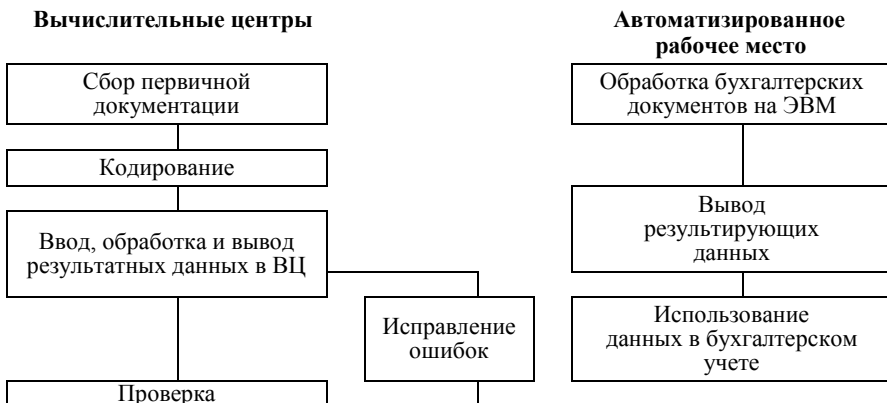 Вычислительные центры
Сбор первичной
документации
Кодирование
Ввод, обработка и вывод
результатных данных в ВЦ
Исправление
ошибок
Проверка
Автоматизированное
рабочее место
Обработка бухгалтерских
документов на ЭВМ
Вывод
результирующих
данных
Использование
данных в бухгалтерском
учете